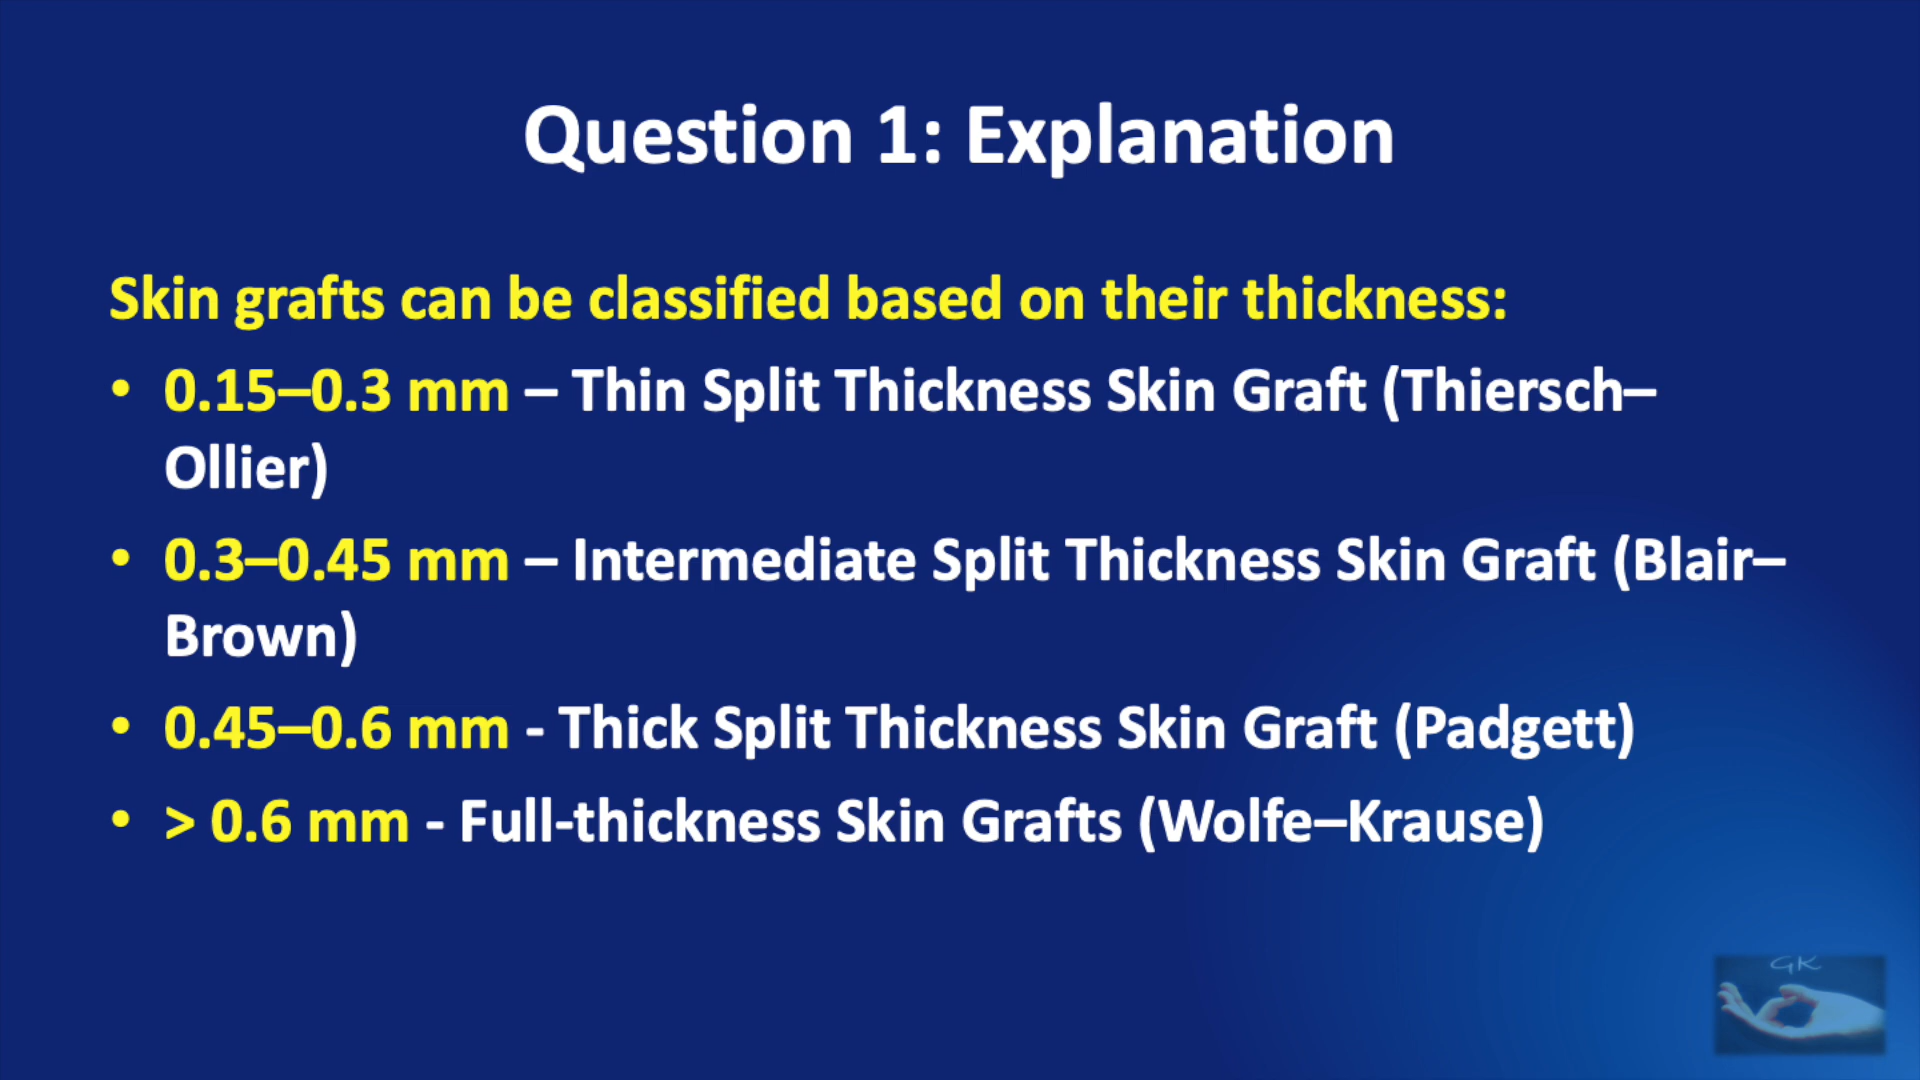 Question 1: Explanation
Skin grafts can be classified based on their thickness:
• 0.15–0.3 mm – Thin Split Thickness Skin Graft (Thiersch–
Ollier)
• 0.3–0.45 mm – Intermediate Split Thickness Skin Graft (Blair–
Brown)
• 0.45–0.6 mm - Thick Split Thickness Skin Graft (Padgett)
• > 0.6 mm - Full-thickness Skin Grafts (Wolfe–Krause)
GK